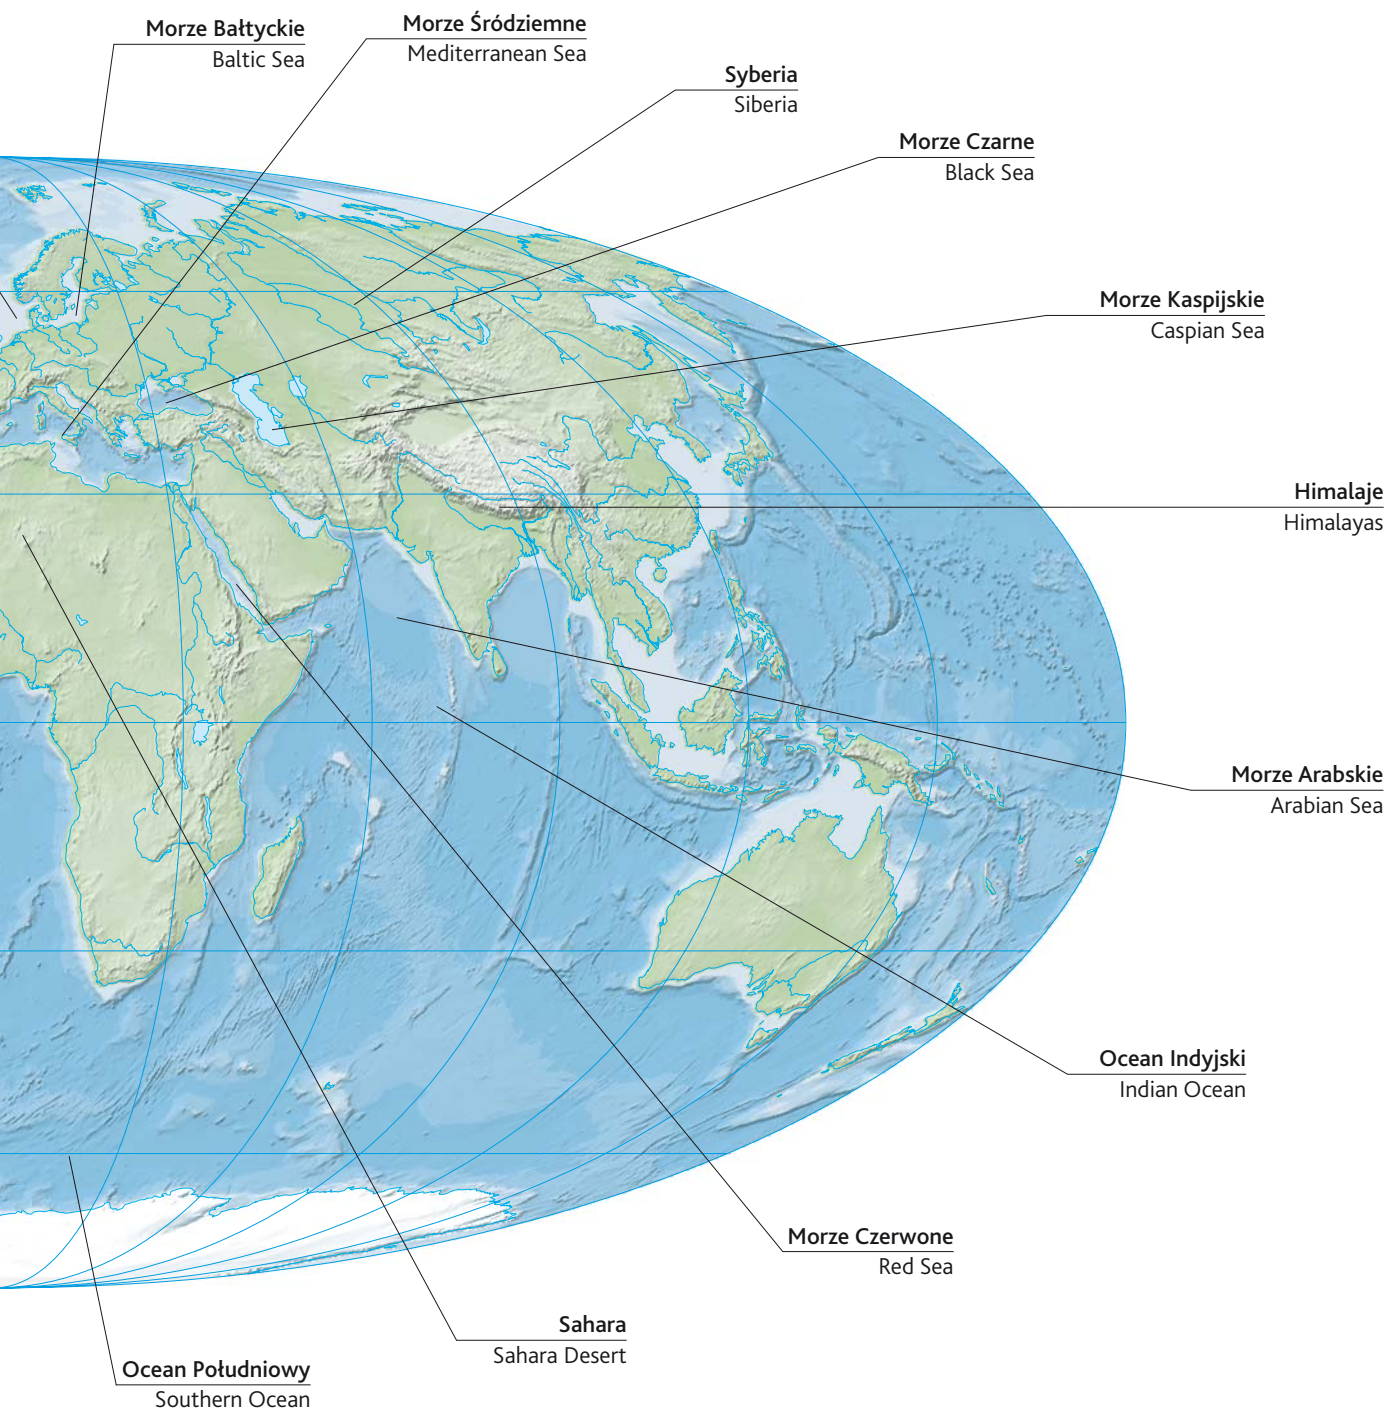 Morze Bałtyckie
Baltic Sea
Morze Śródziemne
Mediterranean Sea
Syberia
Siberia
Morze Czarne
Black Sea
Morze Kaspijskie
Caspian Sea
Himalaje
Himalayas
Morze Arabskie
Arabian Sea
Ocean Indyjski
Indian Ocean
Morze Czerwone
Red Sea
Sahara
Sahara Desert
Ocean Południowy
Southern Ocean